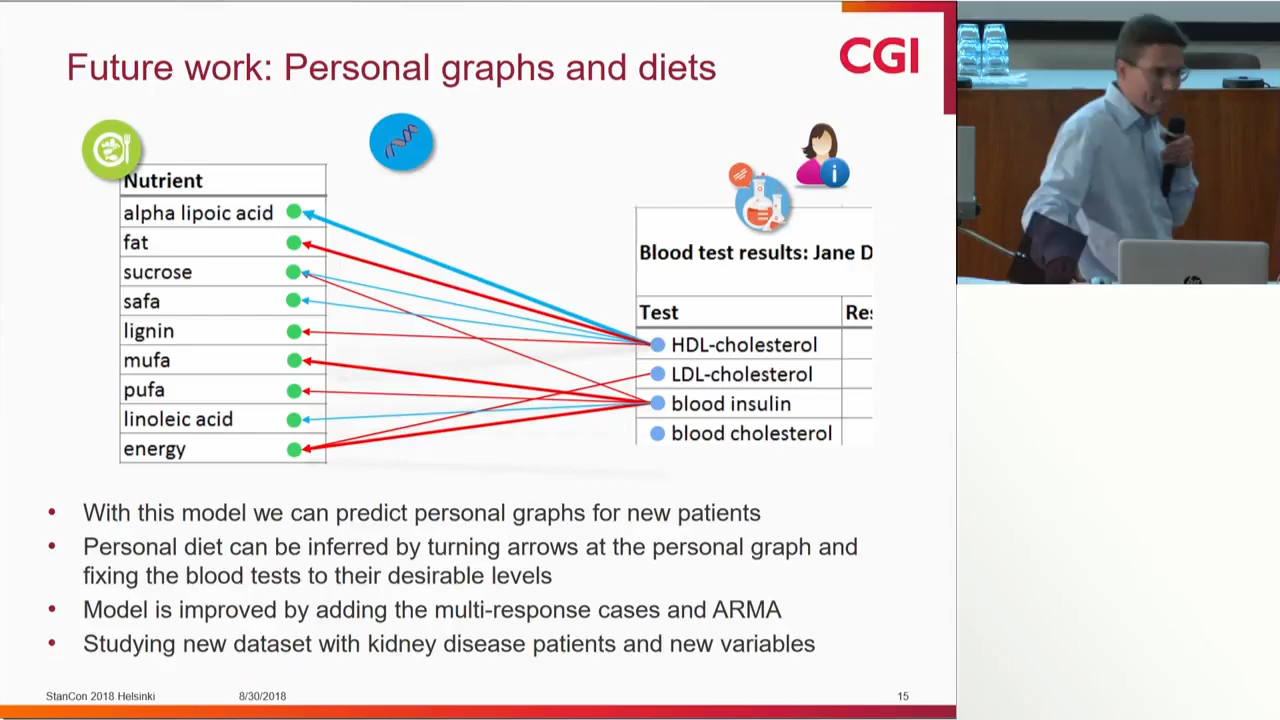 Future work: Personal graphs and diets
CGI
Nutrient
alpha lipoic acid
fat
sucrose
safa
lignin
mufa
pufa
linoleic acid
energy
i
Blood test results: Jane D
Test
Res
HDL-cholesterol
LDL-cholesterol
blood insulin
blood cholesterol
• With this model we can predict personal graphs for new patients
• Personal diet can be inferred by turning arrows at the personal graph and
fixing the blood tests to their desirable levels
• Model is improved by adding the multi-response cases and ARMA
• Studying new dataset with kidney disease patients and new variables
StanCon 2018 Helsinki
8/30/2018
15
hp